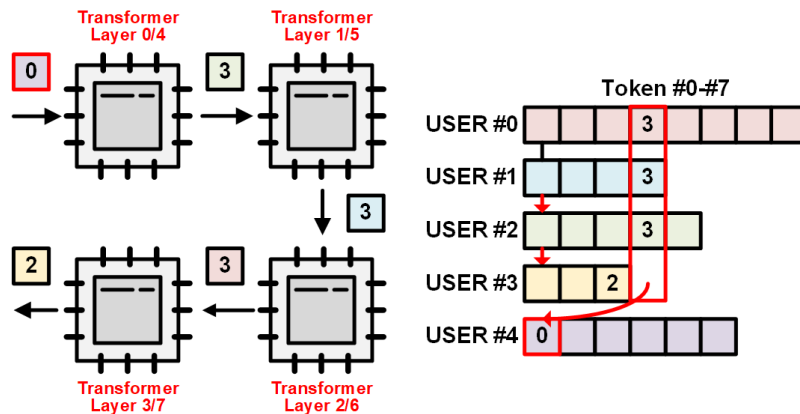 Transformer
Layer 0/4
Transformer
Layer 1/5
0
3
3
2
3
Transformer
Layer 3/7
Transformer
Layer 2/6
Token #0-#7
USER #0
3
USER #1
3
USER #2
3
USER #3
2
USER #4
0